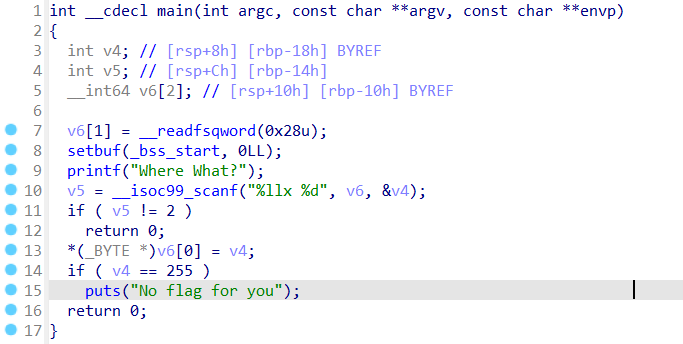 1 int __cdecl main(int argc, const char **argv, const char **envp)
2 {
3   int v4; // [rsp+8h] [rbp-18h] BYREF
4   int v5; // [rsp+Ch] [rbp-14h]
5   __int64 v6[2]; // [rsp+10h] [rbp-10h] BYREF
6
7   v6[1] = __readfsqword(0x28u);
8   setbuf(_bss_start, 0LL);
9   printf("Where What?");
10   v5 = __isoc99_scanf("%llx %d", v6, &v4);
11   if ( v5 != 2 )
12     return 0;
13   *(_BYTE *)v6[0] = v4;
14   if ( v4 == 255 )
15     puts("No flag for you");
16   return 0;
17 }